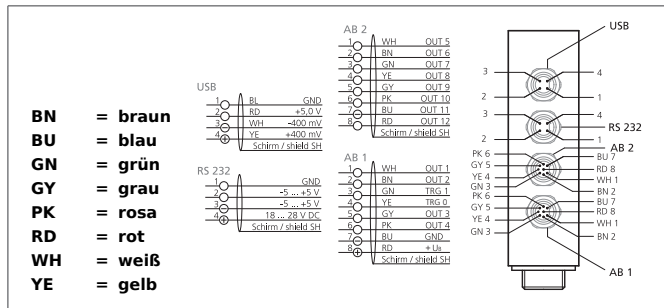 BN = braun
BU = blau
GN = grün
GY = grau
PK = rosa
RD = rot
WH = weiß
YE = gelb
USB
1 BL GND
2 RD +5,0 V
3 WH -400 mV
4 YE +400 mV
Schirm / shield SH
RS 232
1 GND
2 -5 ... +5 V
3 -5 ... +5 V
4 18 ... 28 V DC
Schirm / shield SH
AB 2
1 WH OUT 5
2 BN OUT 6
3 GN OUT 7
4 YE OUT 8
5 GY OUT 9
6 PK OUT 10
7 BU OUT 11
8 RD OUT 12
Schirm / shield SH
AB 1
1 WH OUT 1
2 BN OUT 2
3 GN TRG 1
4 YE TRG 0
5 GY OUT 3
6 PK OUT 4
7 BU GND
8 RD + UB
Schirm / shield SH
USB
3 4
2 1
3 4
RS 232
2 1
AB 2
PK 6 BU 7
GY 5 RD 8
YE 4 WH 1
GN 3 BN 2
PK 6 BU 7
GY 5 RD 8
YE 4 WH 1
GN 3 BN 2
AB 1